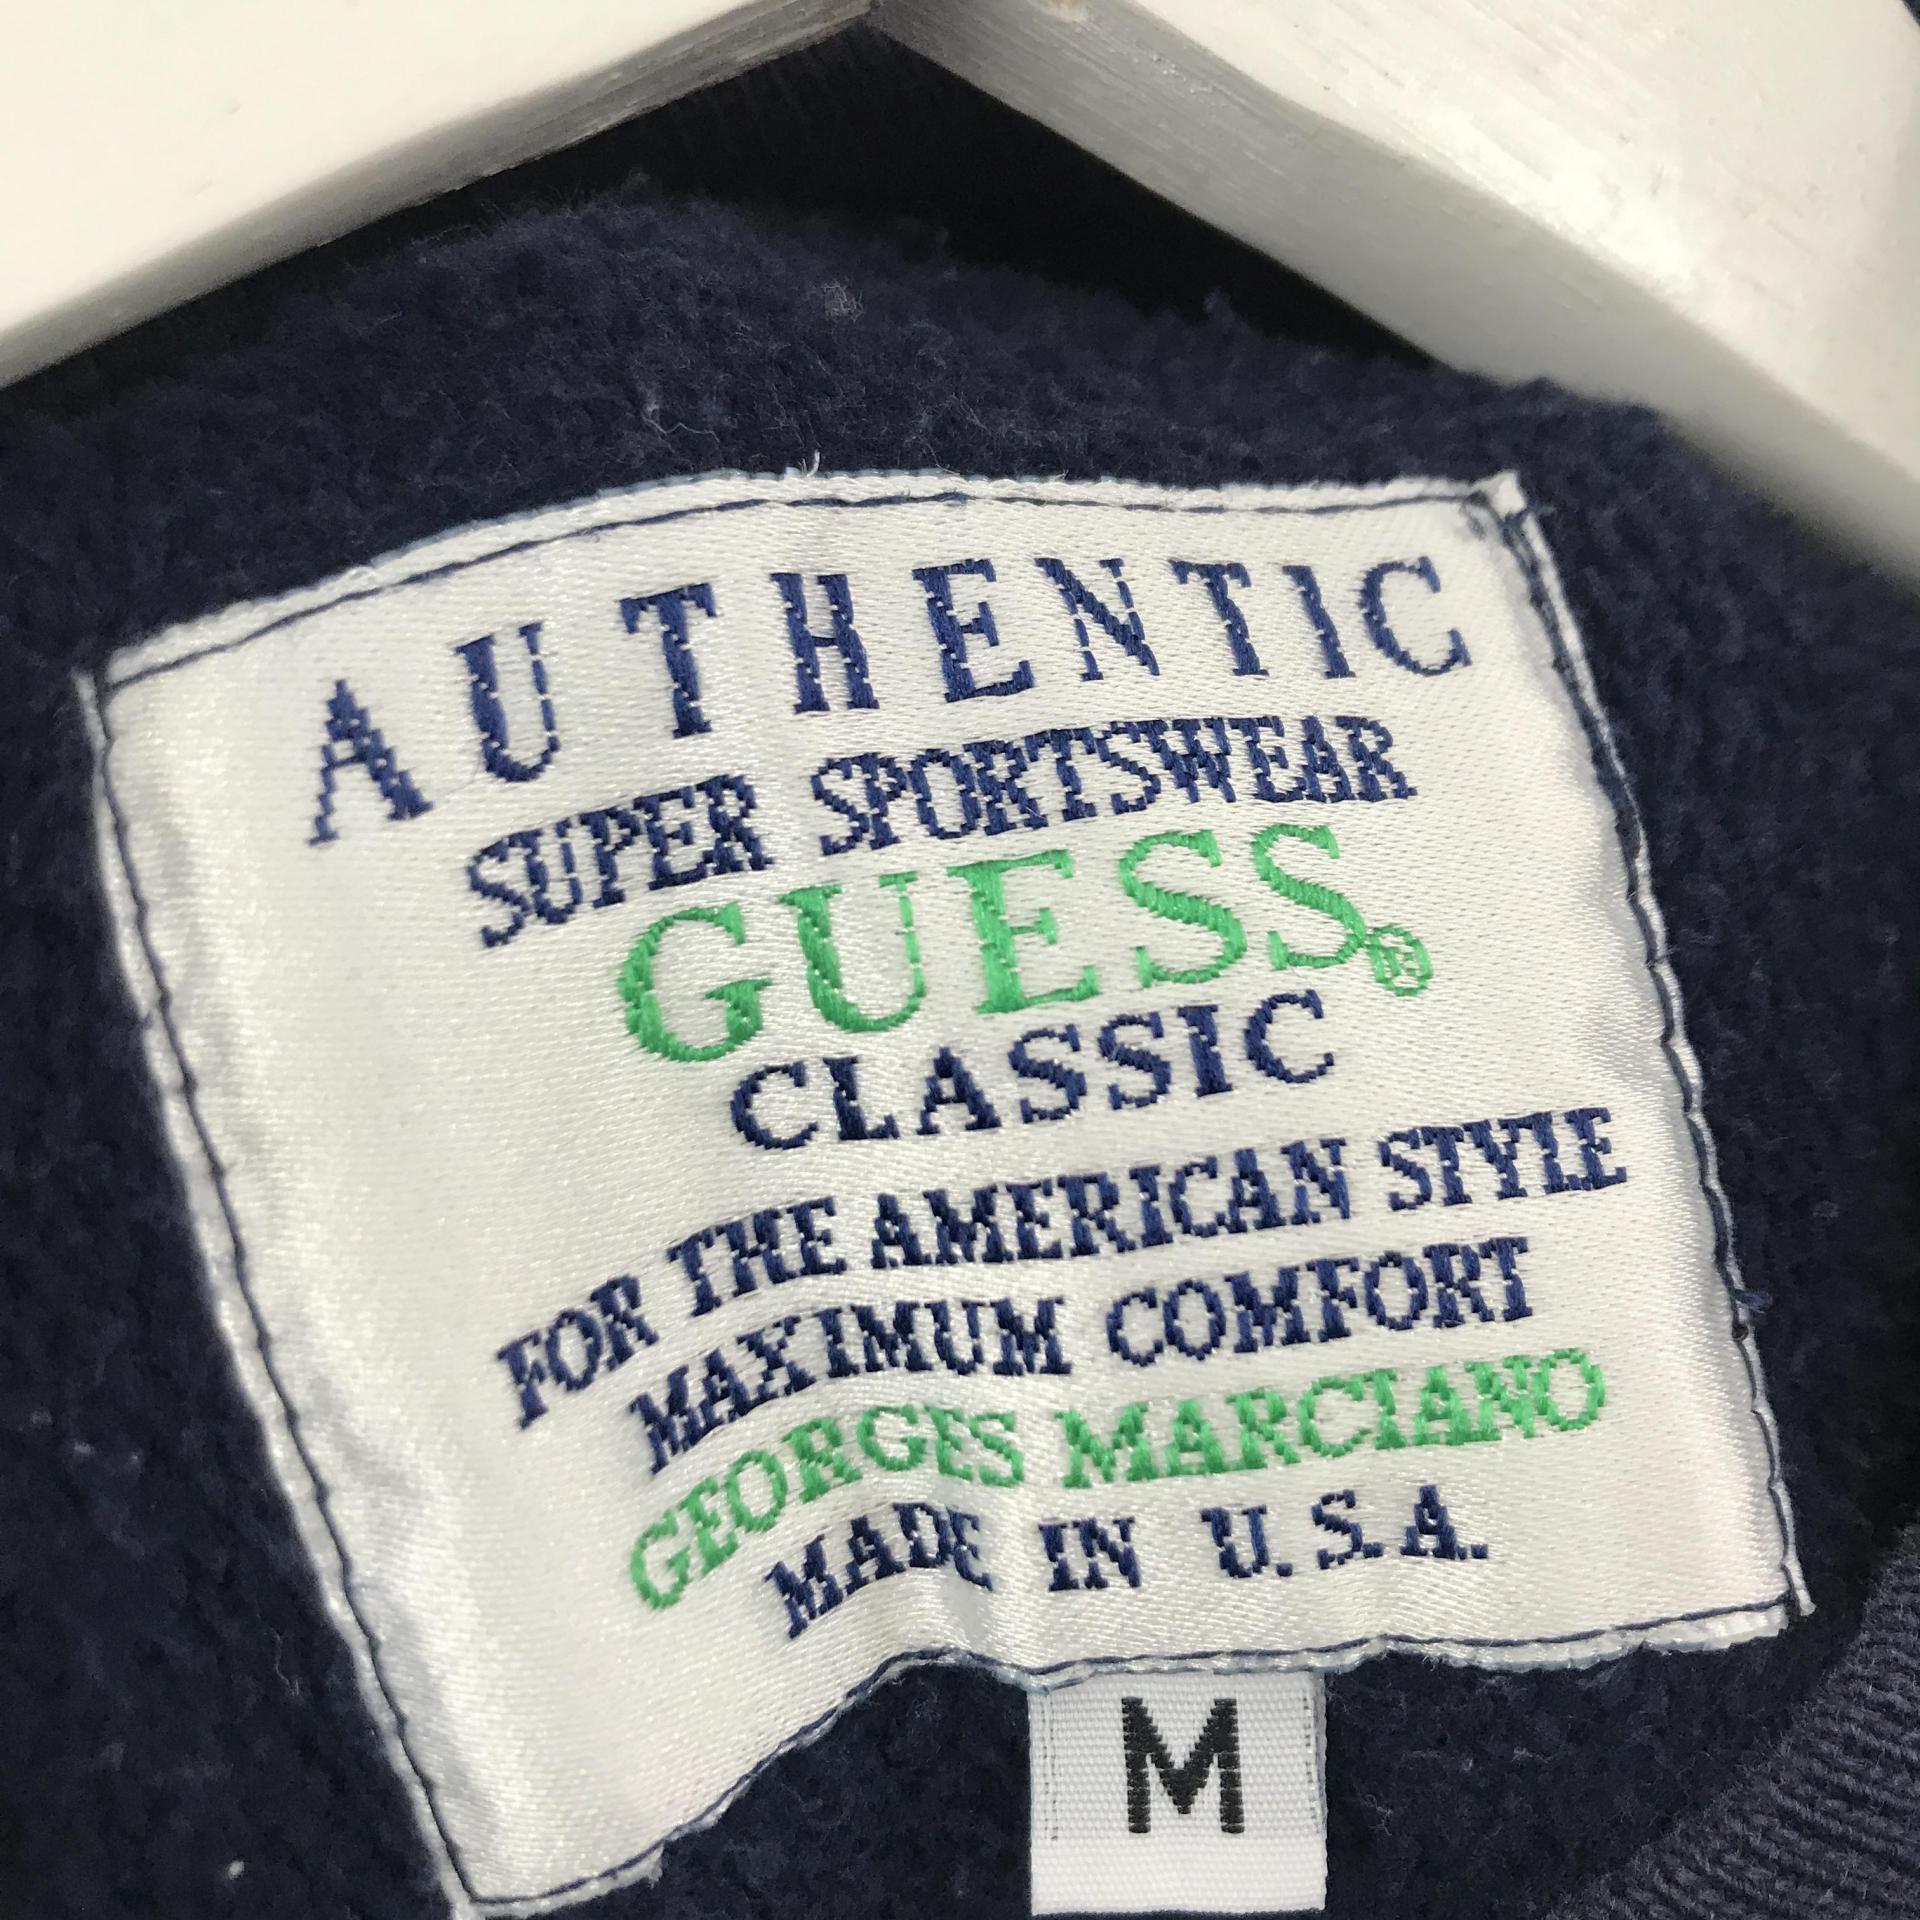 AUTHENTIC
SUPER SPORTSWEAR
GUESS®
CLASSIC
FOR THE AMERICAN STYLE
MAXIMUM COMFORT
GEORGES MARCIANO
MADE IN U.S.A.
M